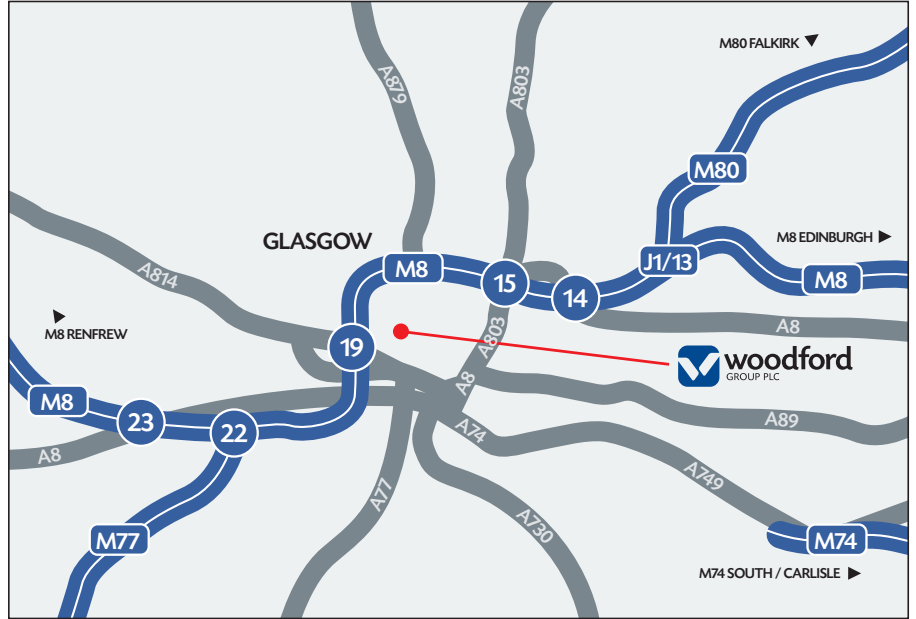 M80 FALKIRK
A879
A803
M80
GLASGOW
M8 EDINBURGH
J1/13
M8
M8
A814
15
14
M8 RENFREW
A8
19
A803
woodford
GROUP PLC
A8
M8
23
22
A89
A74
A8
A749
A77
A730
M77
M74
M74 SOUTH / CARLISLE